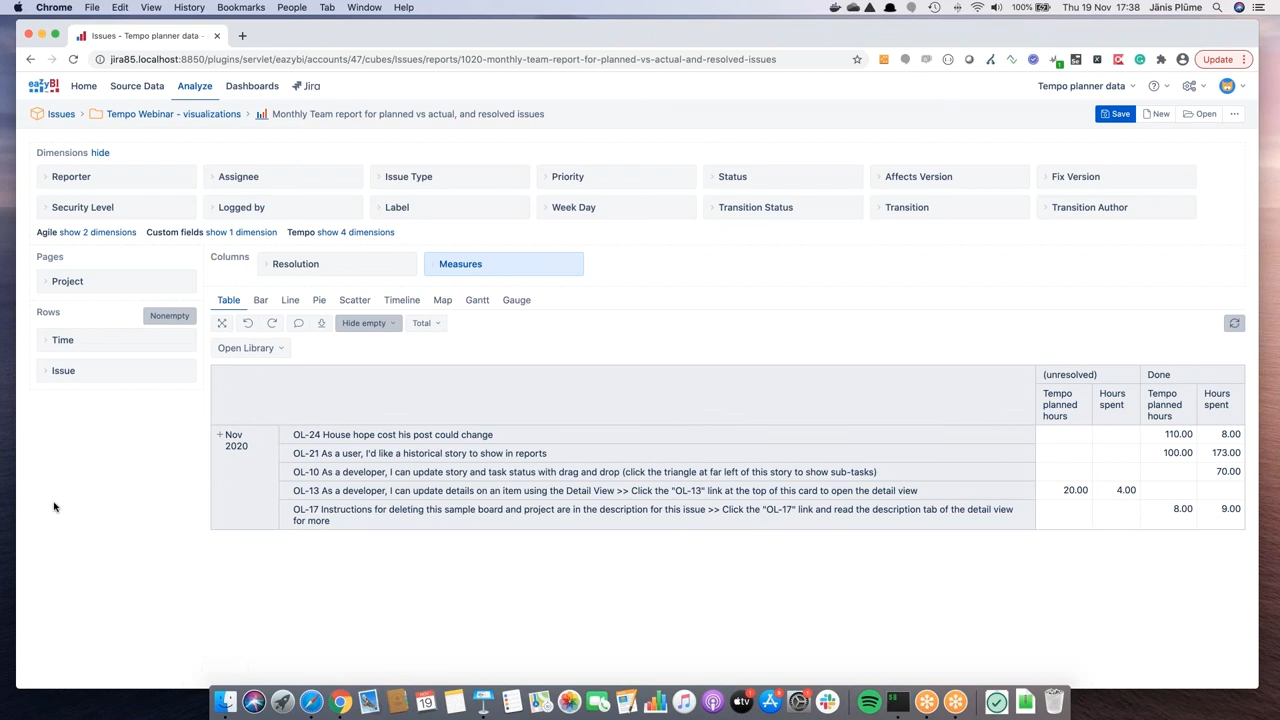 Chrome File Edit View History Bookmarks People Tab Window Help 100% Thu 19 Nov 17:38 Jānis Plūme
Issues - Tempo planner data -
jira85.localhost:8850/plugins/servlet/eazybi/accounts/47/cubes/Issues/reports/1020-monthly-team-report-for-planned-vs-actual-and-resolved-issues Update
eazyBI Home Source Data Analyze Dashboards Jira Tempo planner data
Issues Tempo Webinar - visualizations Monthly Team report for planned vs actual, and resolved issues Save New Open
Dimensions hide
Reporter Assignee Issue Type Priority Status Affects Version Fix Version
Security Level Logged by Label Week Day Transition Status Transition Transition Author
Agile show 2 dimensions Custom fields show 1 dimension Tempo show 4 dimensions
Pages Columns Resolution Measures
Project
Table Bar Line Pie Scatter Timeline Map Gantt Gauge
Rows Nonempty
Hide empty Total
Time
Open Library
Issue
(unresolved) Done
Tempo planned hours Hours spent Tempo planned hours Hours spent
+ Nov 2020 OL-24 House hope cost his post could change 110.00 8.00
OL-21 As a user, I'd like a historical story to show in reports 100.00 173.00
OL-10 As a developer, I can update story and task status with drag and drop (click the triangle at far left of this story to show sub-tasks) 70.00
OL-13 As a developer, I can update details on an item using the Detail View >> Click the "OL-13" link at the top of this card to open the detail view 20.00 4.00
OL-17 Instructions for deleting this sample board and project are in the description for this issue >> Click the "OL-17" link and read the description tab of the detail view 8.00 9.00
for more